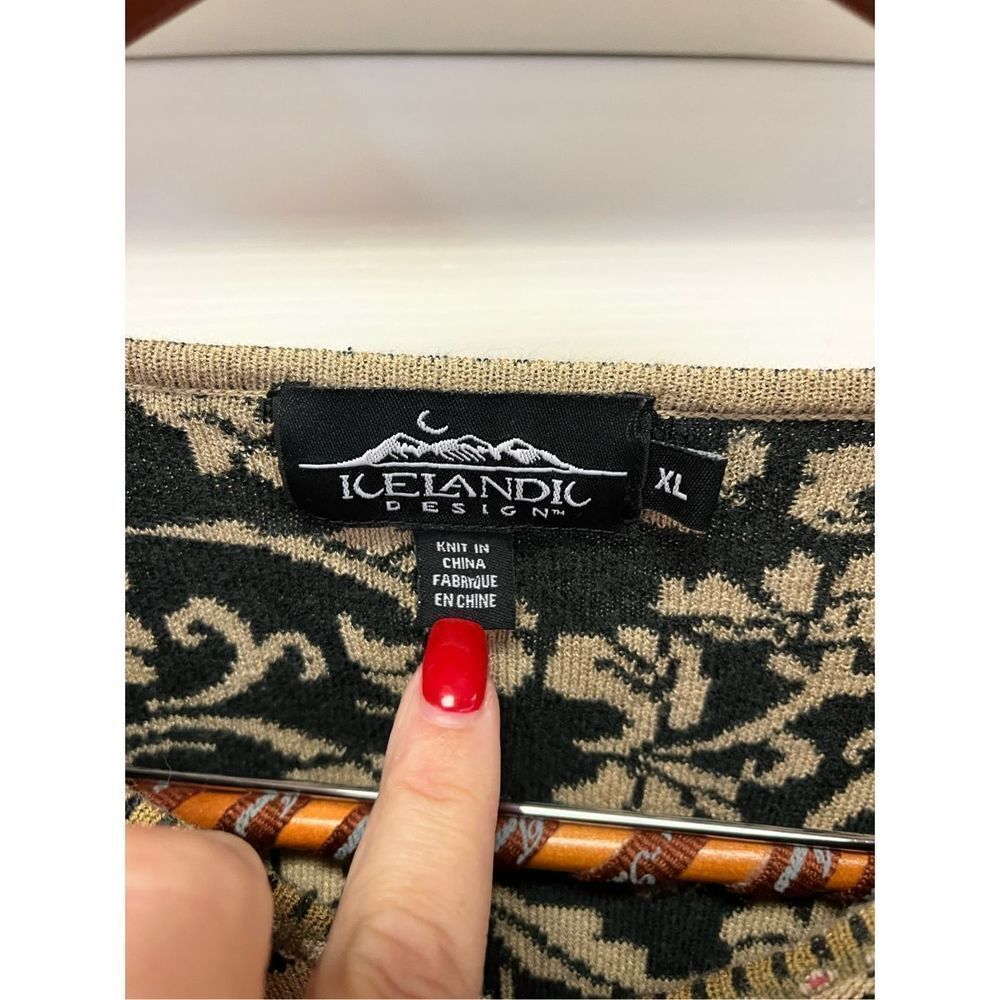 ICELANDIC
DESIGN™
XL
KNIT IN
CHINA
FABRIQUE
EN CHINE